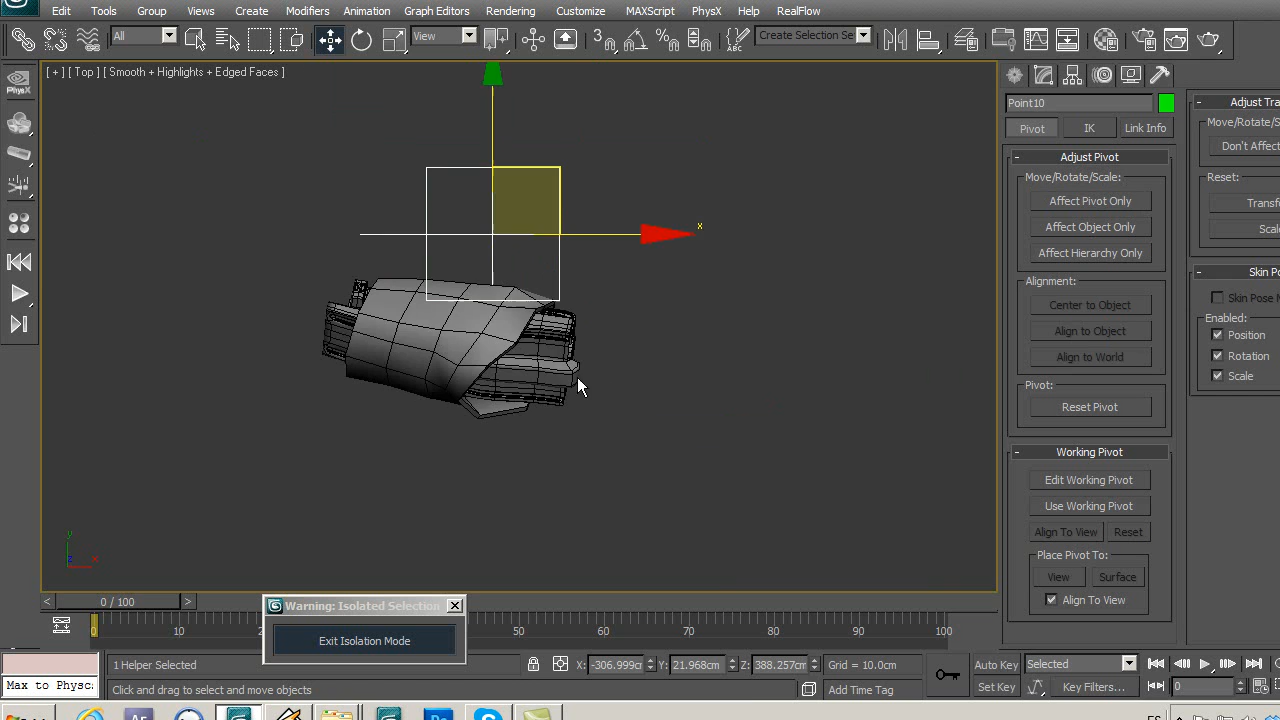 Edit Tools Group Views Create Modifiers Animation Graph Editors Rendering Customize MAXScript PhysX Help RealFlow
All View Create Selection Se
[ + ] [ Top ] [ Smooth + Highlights + Edged Faces ]
PhysX
x
y
z x
Point10
Pivot IK Link Info
- Adjust Pivot
Move/Rotate/Scale:
Affect Pivot Only
Affect Object Only
Affect Hierarchy Only
Alignment:
Center to Object
Align to Object
Align to World
Pivot:
Reset Pivot
- Working Pivot
Edit Working Pivot
Use Working Pivot
Align To View Reset
Place Pivot To:
View Surface
Align To View
- Adjust Tra
Move/Rotate/S
Don't Affect
Reset:
Transf
Scal
- Skin Po
Skin Pose M
Enabled:
Position
Rotation
Scale
< 0 / 100 >
Warning: Isolated Selection
Exit Isolation Mode
0 10 2 50 60 70 80 90 100
1 Helper Selected X: -306.999cm Y: 21.968cm Z: 388.257cm Grid = 10.0cm Auto Key Selected
Max to Physc: Click and drag to select and move objects Add Time Tag Set Key Key Filters... 0
ES